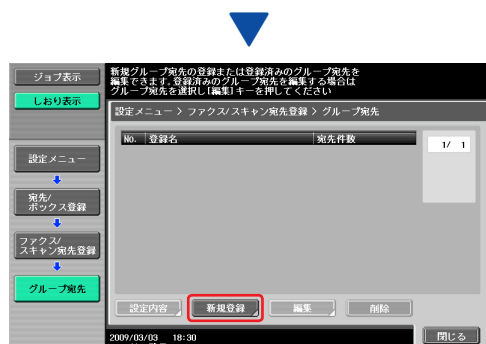 ジョブ表示
しおり表示
設定メニュー
宛先/
ボックス登録
ファクス/
スキャン宛先登録
グループ宛先
新規グループ宛先の登録または登録済みのグループ宛先を
編集できます。登録済みのグループ宛先を編集する場合は
グループ宛先を選択し［編集］キーを押してください
設定メニュー > ファクス/スキャン宛先登録 > グループ宛先
No. 登録名 宛先件数
1/ 1
設定内容 新規登録 編集 削除
2009/03/03 18:30
閉じる